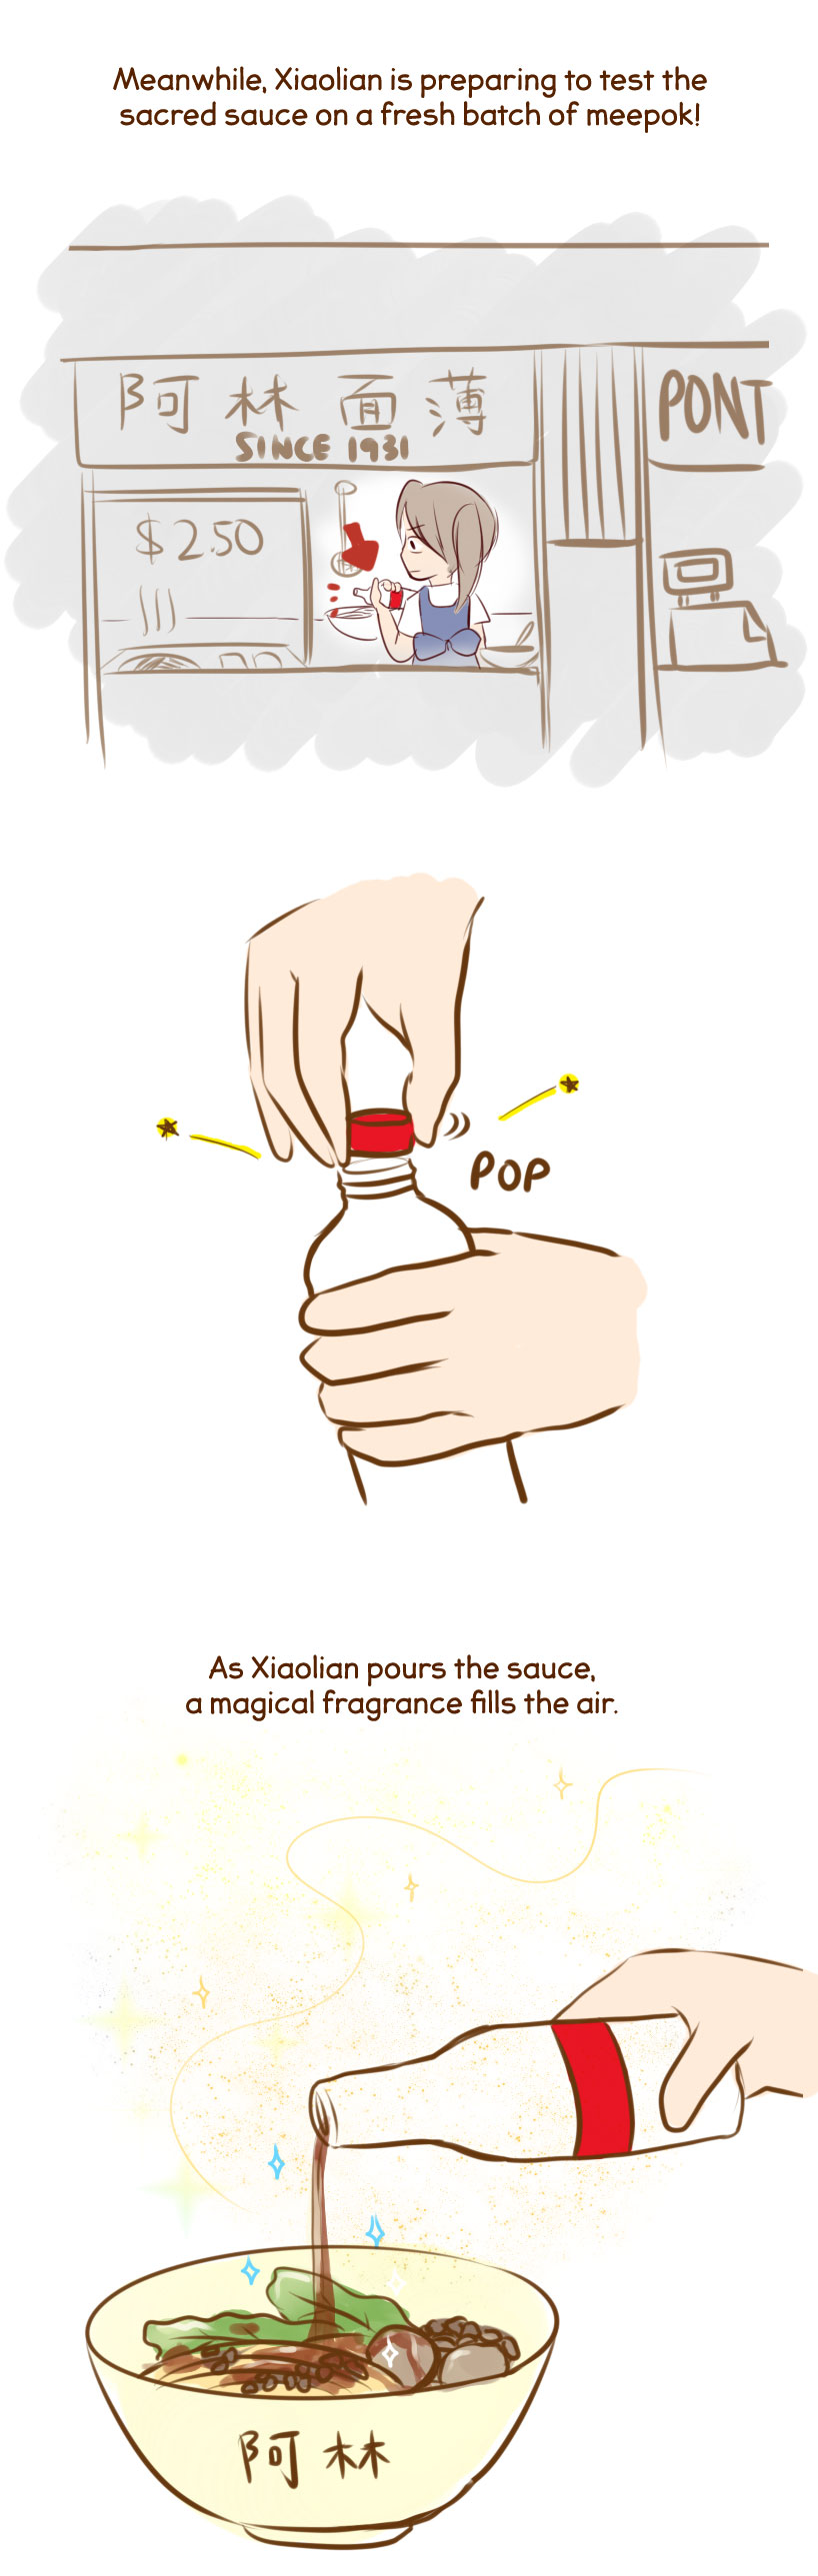 Meanwhile, Xiaolian is preparing to test the
sacred sauce on a fresh batch of meepok!
阿林面薄
SINCE 1931
PONT
$2.50
POP
As Xiaolian pours the sauce,
a magical fragrance fills the air.
阿林